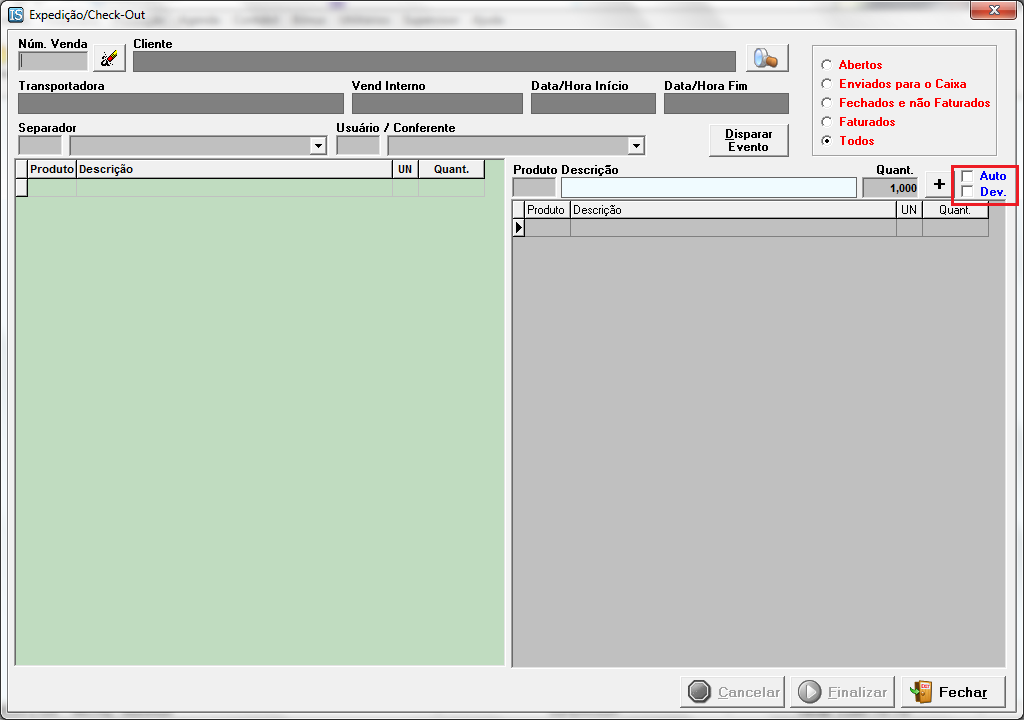 Expedição/Check-Out
Núm. Venda
Cliente
Transportadora
Vend Interno
Data/Hora Início
Data/Hora Fim
Separador
Usuário / Conferente
Disparar
Evento
Abertos
Enviados para o Caixa
Fechados e não Faturados
Faturados
Todos
Produto Descrição UN Quant.
Produto Descrição Quant.
1,000
+
Auto
Dev.
Produto Descrição UN Quant.
Cancelar
Finalizar
Fechar